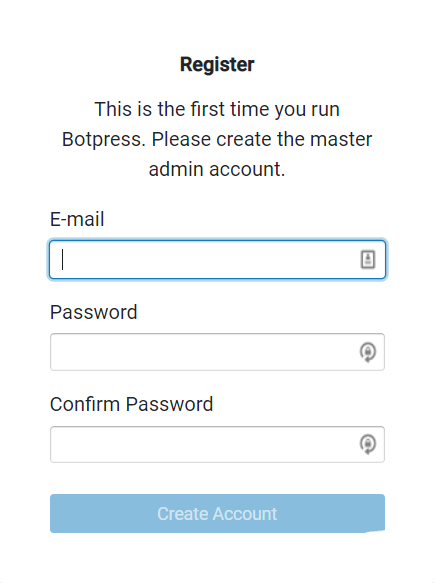 Register
This is the first time you run
Botpress. Please create the master
admin account.
E-mail
Password
Confirm Password
Create Account